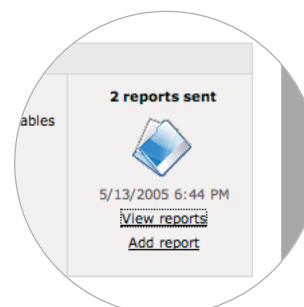 ables
2 reports sent
5/13/2005 6:44 PM
View reports
Add report